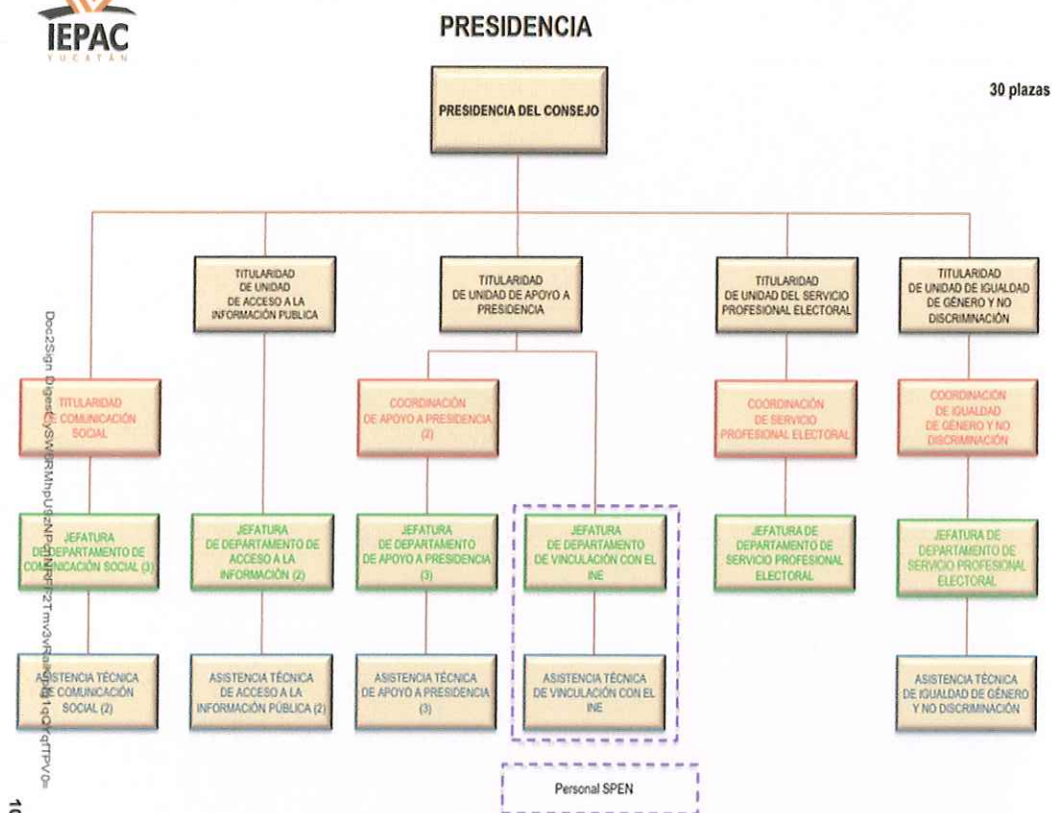 IEPAC
YUCATÁN
PRESIDENCIA
30 plazas
PRESIDENCIA DEL CONSEJO
TITULARIDAD
DE UNIDAD
DE ACCESO A LA
INFORMACIÓN PUBLICA
TITULARIDAD
DE UNIDAD DE APOYO A
PRESIDENCIA
TITULARIDAD
DE UNIDAD DEL SERVICIO
PROFESIONAL ELECTORAL
TITULARIDAD
DE UNIDAD DE IGUALDAD
DE GÉNERO Y NO
DISCRIMINACIÓN
TITULARIDAD
DE COMUNICACIÓN
SOCIAL
COORDINACIÓN
DE APOYO A PRESIDENCIA
(2)
COORDINACIÓN
DE SERVICIO
PROFESIONAL ELECTORAL
COORDINACIÓN
DE IGUALDAD
DE GÉNERO Y NO
DISCRIMINACIÓN
JEFATURA
DE DEPARTAMENTO DE
COMUNICACIÓN SOCIAL (3)
JEFATURA
DE DEPARTAMENTO DE
ACCESO A LA
INFORMACIÓN (2)
JEFATURA
DE DEPARTAMENTO
DE APOYO A PRESIDENCIA
(3)
JEFATURA
DE DEPARTAMENTO
DE VINCULACIÓN CON EL
INE
JEFATURA DE
DEPARTAMENTO DE
SERVICIO PROFESIONAL
ELECTORAL
JEFATURA DE
DEPARTAMENTO DE
SERVICIO PROFESIONAL
ELECTORAL
ASISTENCIA TÉCNICA
DE COMUNICACIÓN
SOCIAL (2)
ASISTENCIA TÉCNICA
DE ACCESO A LA
INFORMACIÓN PÚBLICA (2)
ASISTENCIA TÉCNICA
DE APOYO A PRESIDENCIA
(3)
ASISTENCIA TÉCNICA
DE VINCULACIÓN CON EL
INE
ASISTENCIA TÉCNICA
DE IGUALDAD DE GÉNERO
Y NO DISCRIMINACIÓN
Personal SPEN
Doc2Sign